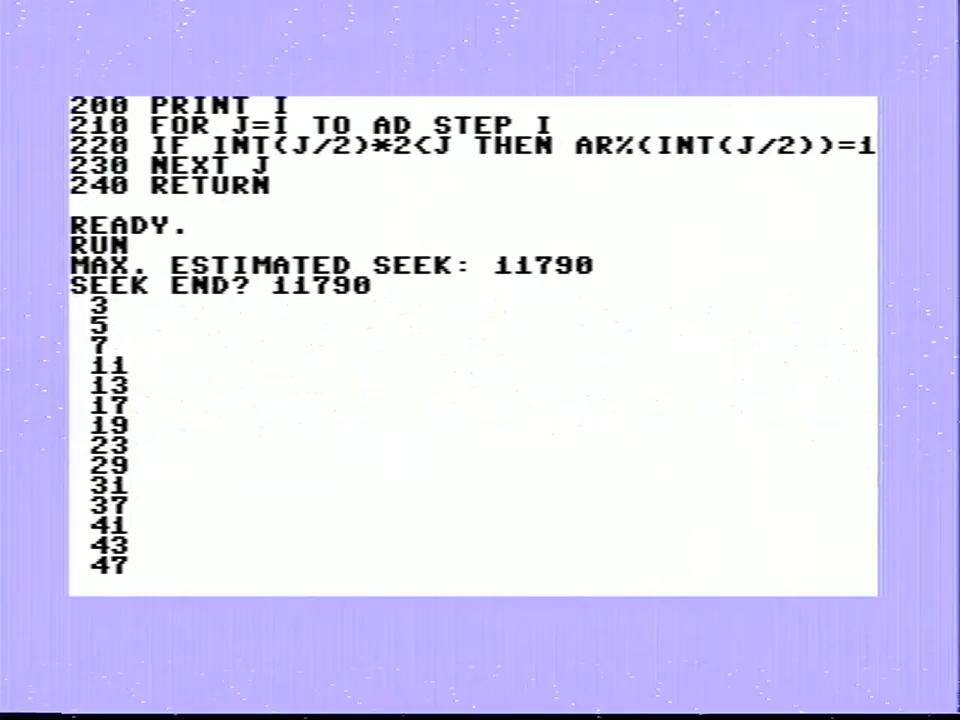 200 PRINT I
210 FOR J=I TO AD STEP I
220 IF INT(J/2)*2<J THEN AR%(INT(J/2))=1
230 NEXT J
240 RETURN
READY.
RUN
MAX. ESTIMATED SEEK: 11790
SEEK END? 11790
3
5
7
11
13
17
19
23
29
31
37
41
43
47